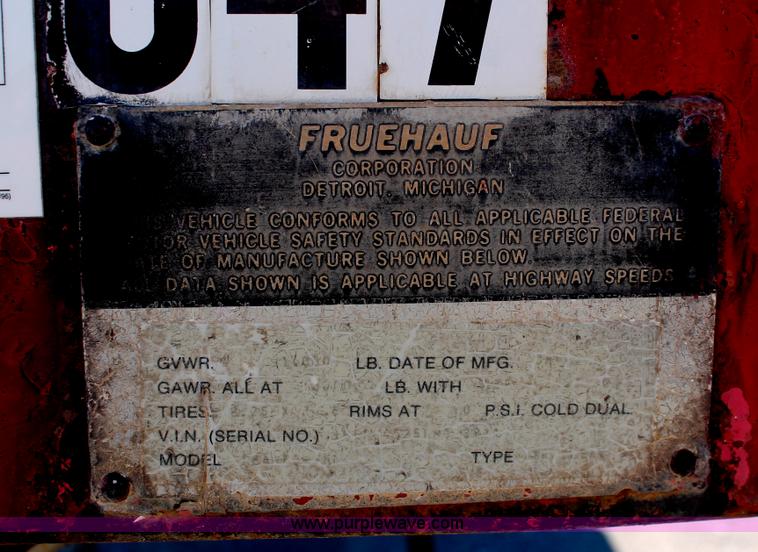 047
FRUEHAUF
CORPORATION
DETROIT, MICHIGAN
VEHICLE CONFORMS TO ALL APPLICABLE FEDERAL
VEHICLE SAFETY STANDARDS IN EFFECT ON THE
OF MANUFACTURE SHOWN BELOW.
DATA SHOWN IS APPLICABLE AT HIGHWAY SPEEDS
GVWR. LB. DATE OF MFG.
GAWR. ALL AT LB. WITH
TIRES RIMS AT P.S.I. COLD DUAL
V.I.N. (SERIAL NO.)
MODEL TYPE
www.purplewave.com